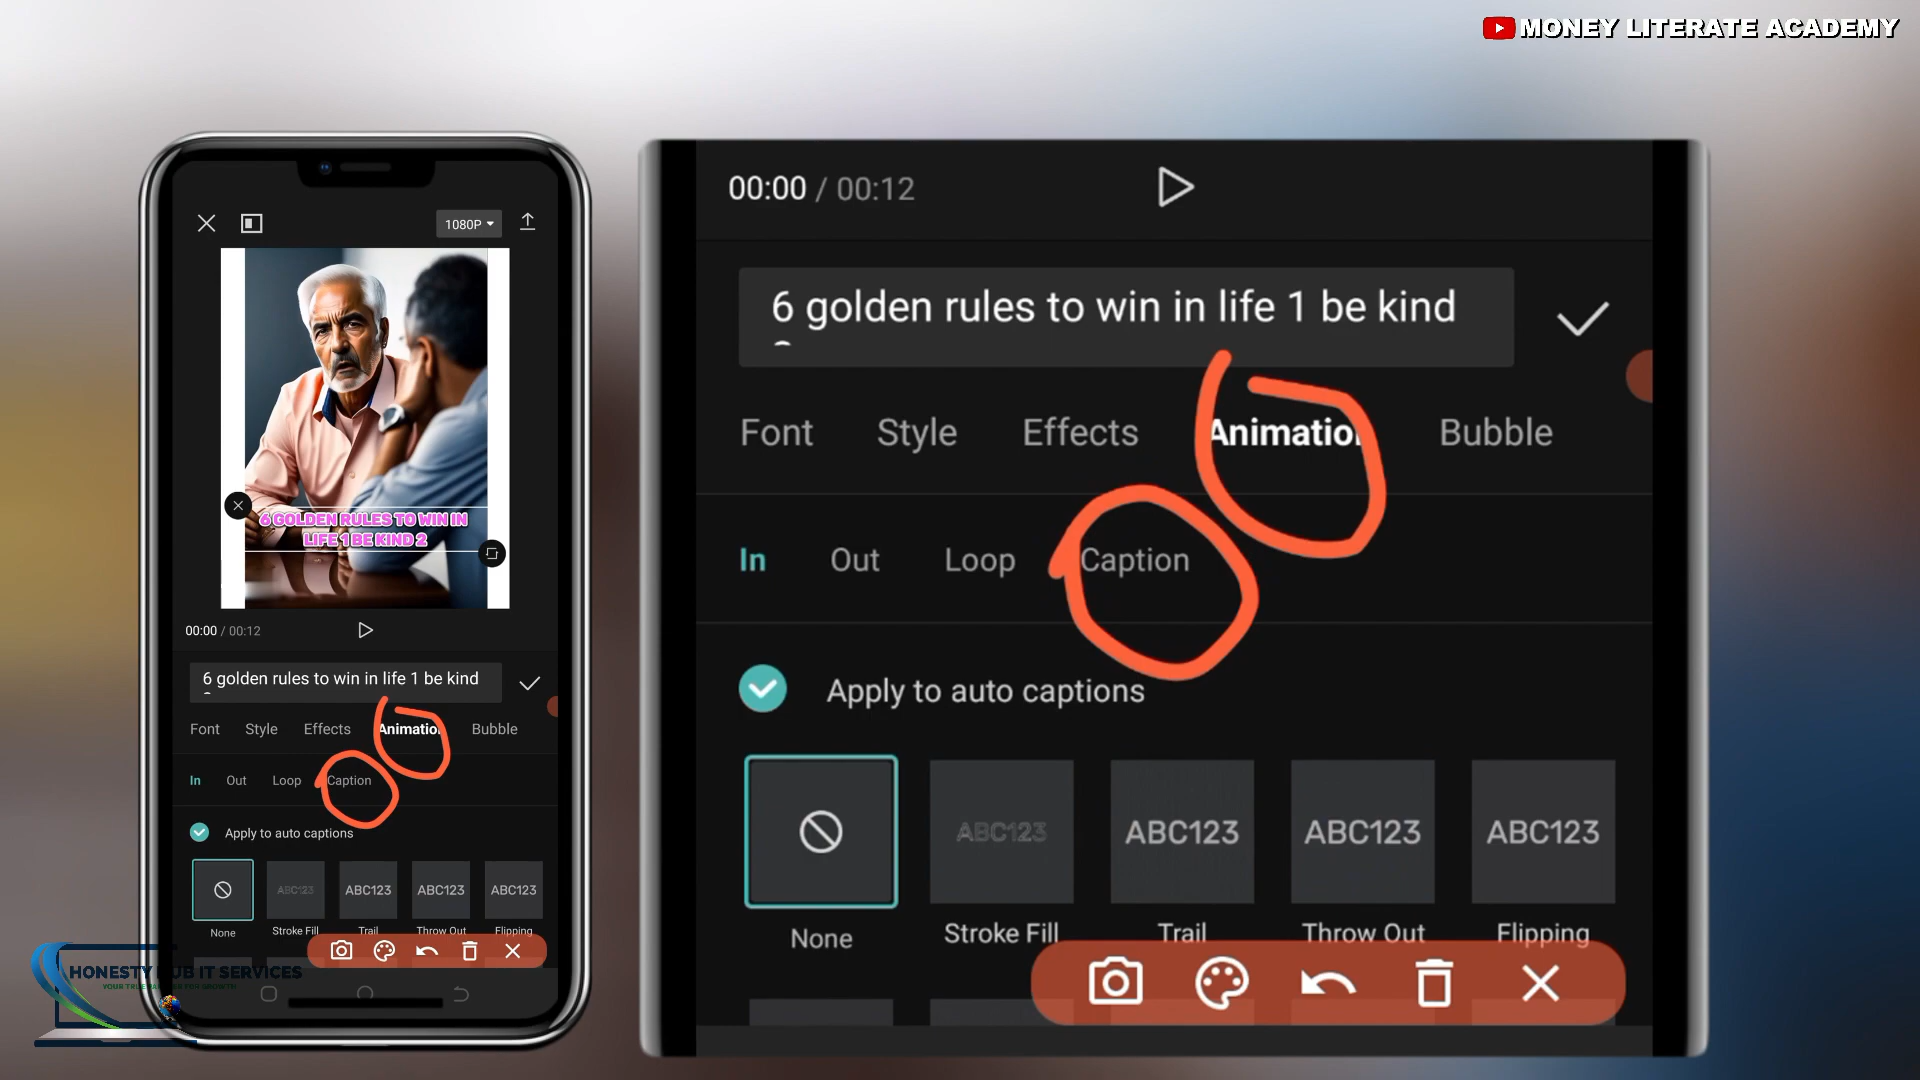 MONEY LITERATE ACADEMY
1080P
6 GOLDEN RULES TO WIN IN
LIFE 1 BE KIND 2
00:00 / 00:12
6 golden rules to win in life 1 be kind
Font Style Effects Animation Bubble
In Out Loop Caption
Apply to auto captions
ABC123 ABC123 ABC123 ABC123
None Stroke Fill Trail Throw Out Flipping
HONESTY HUB IT SERVICES
00:00 / 00:12
6 golden rules to win in life 1 be kind
Font Style Effects Animation Bubble
In Out Loop Caption
Apply to auto captions
ABC123 ABC123 ABC123 ABC123
None Stroke Fill Trail Throw Out Flipping